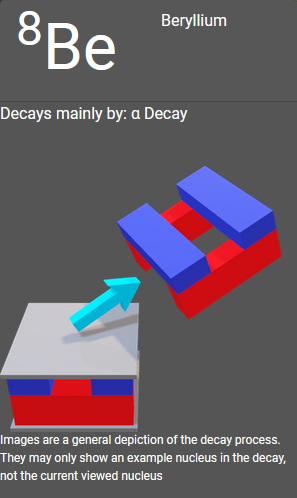 ⁸Be
Beryllium
Decays mainly by: α Decay
Images are a general depiction of the decay process.
They may only show an example nucleus in the decay,
not the current viewed nucleus